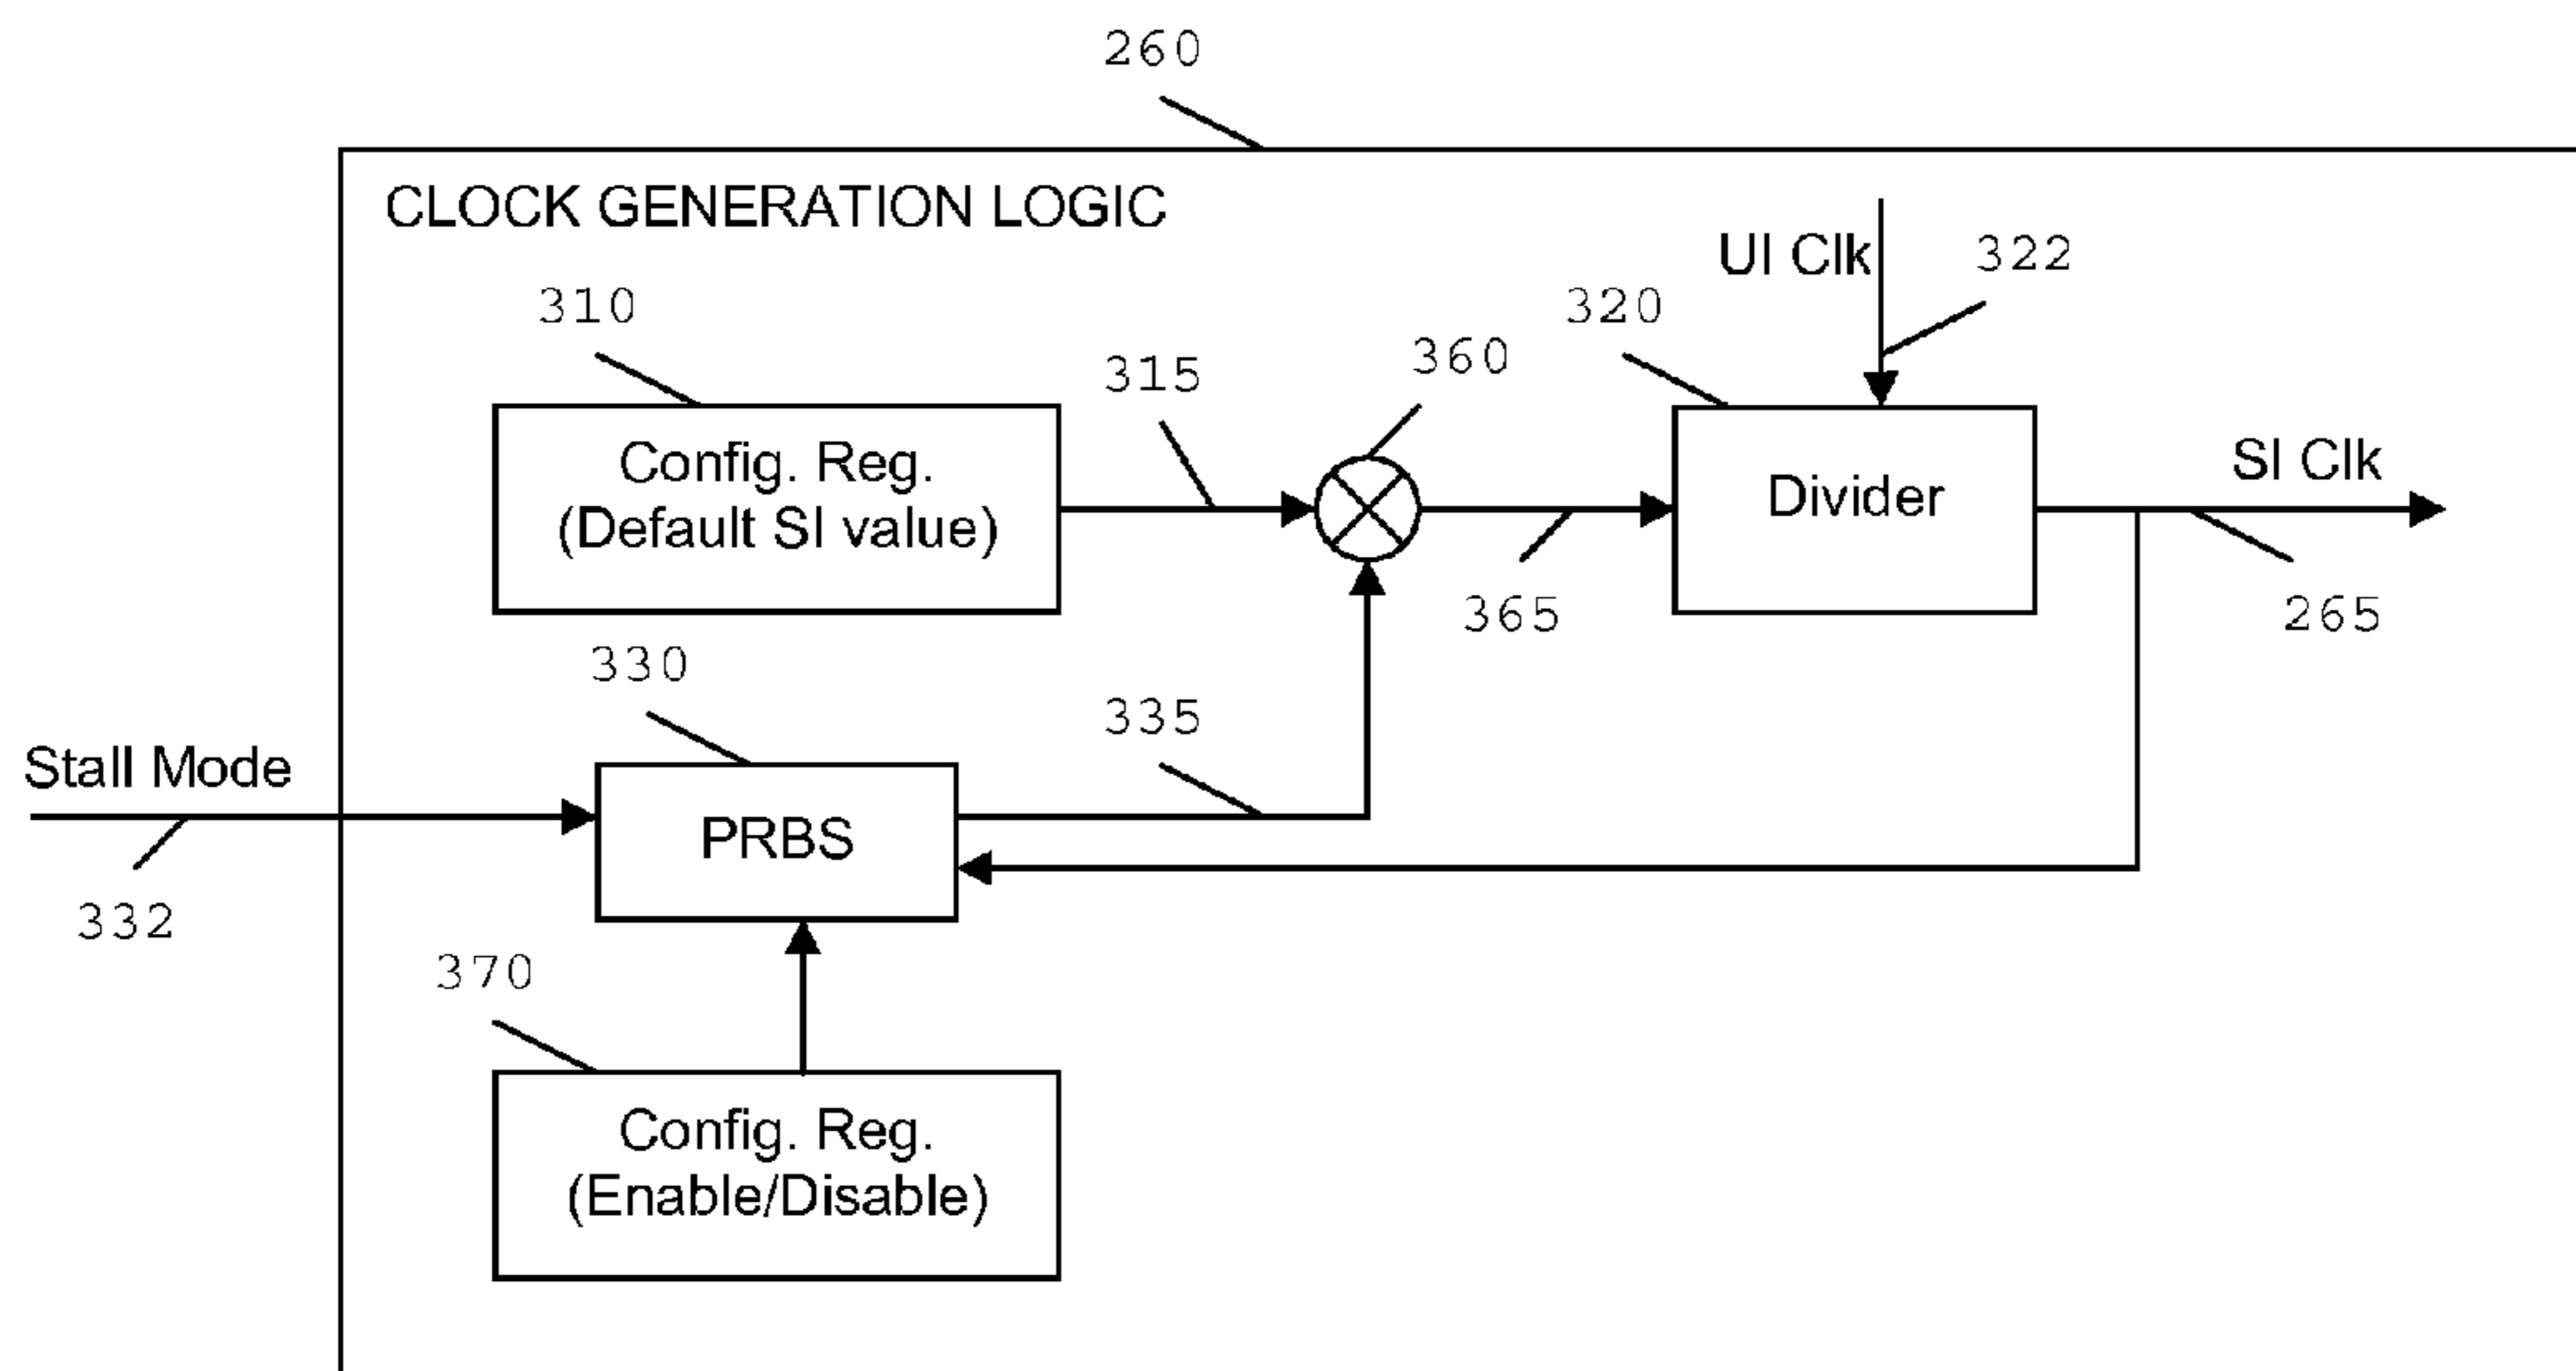 260
CLOCK GENERATION LOGIC
UI Clk
322
310
320
315
360
Config. Reg.
(Default SI value)
Divider
SI Clk
365
265
330
335
Stall Mode
PRBS
332
370
Config. Reg.
(Enable/Disable)